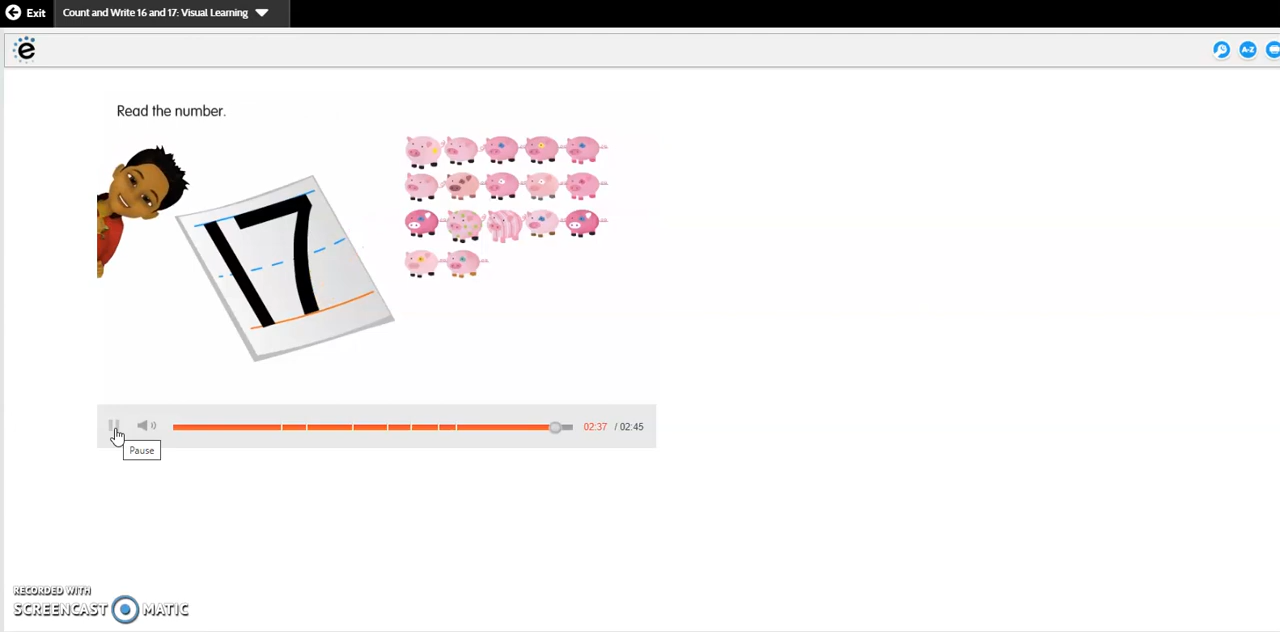 Exit
Count and Write 16 and 17: Visual Learning
e
A-Z
Read the number.
17
02:37 / 02:45
Pause
RECORDED WITH
SCREENCAST MATIC